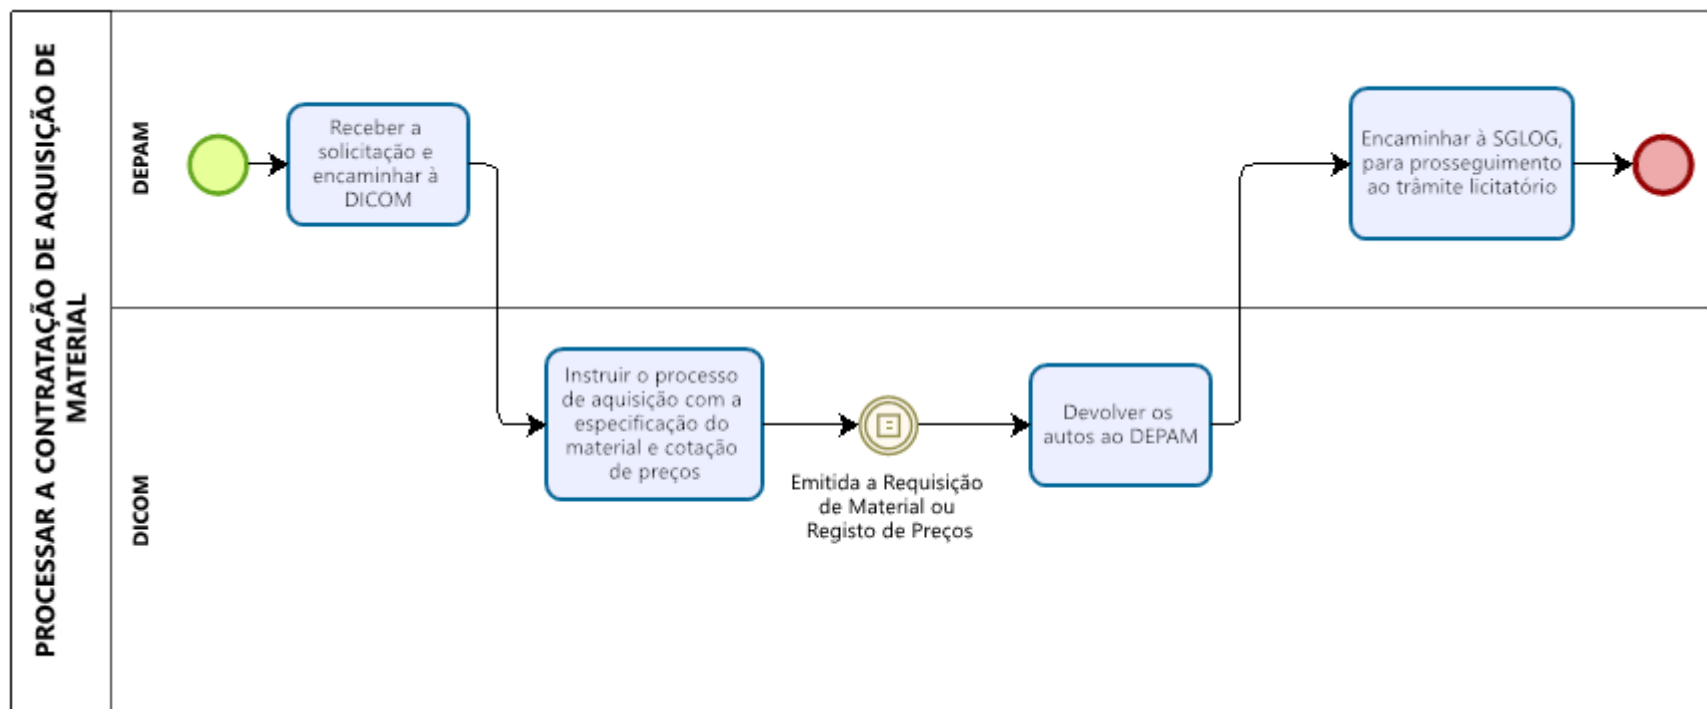 PROCESSAR A CONTRATAÇÃO DE AQUISIÇÃO DE
MATERIAL
DEPAM
Receber a
solicitação e
encaminhar à
DICOM
Encaminhar à SGLOG,
para prosseguimento
ao trâmite licitatório
DICOM
Instruir o processo
de aquisição com a
especificação do
material e cotação
de preços
Emitida a Requisição
de Material ou
Registo de Preços
Devolver os
autos ao DEPAM